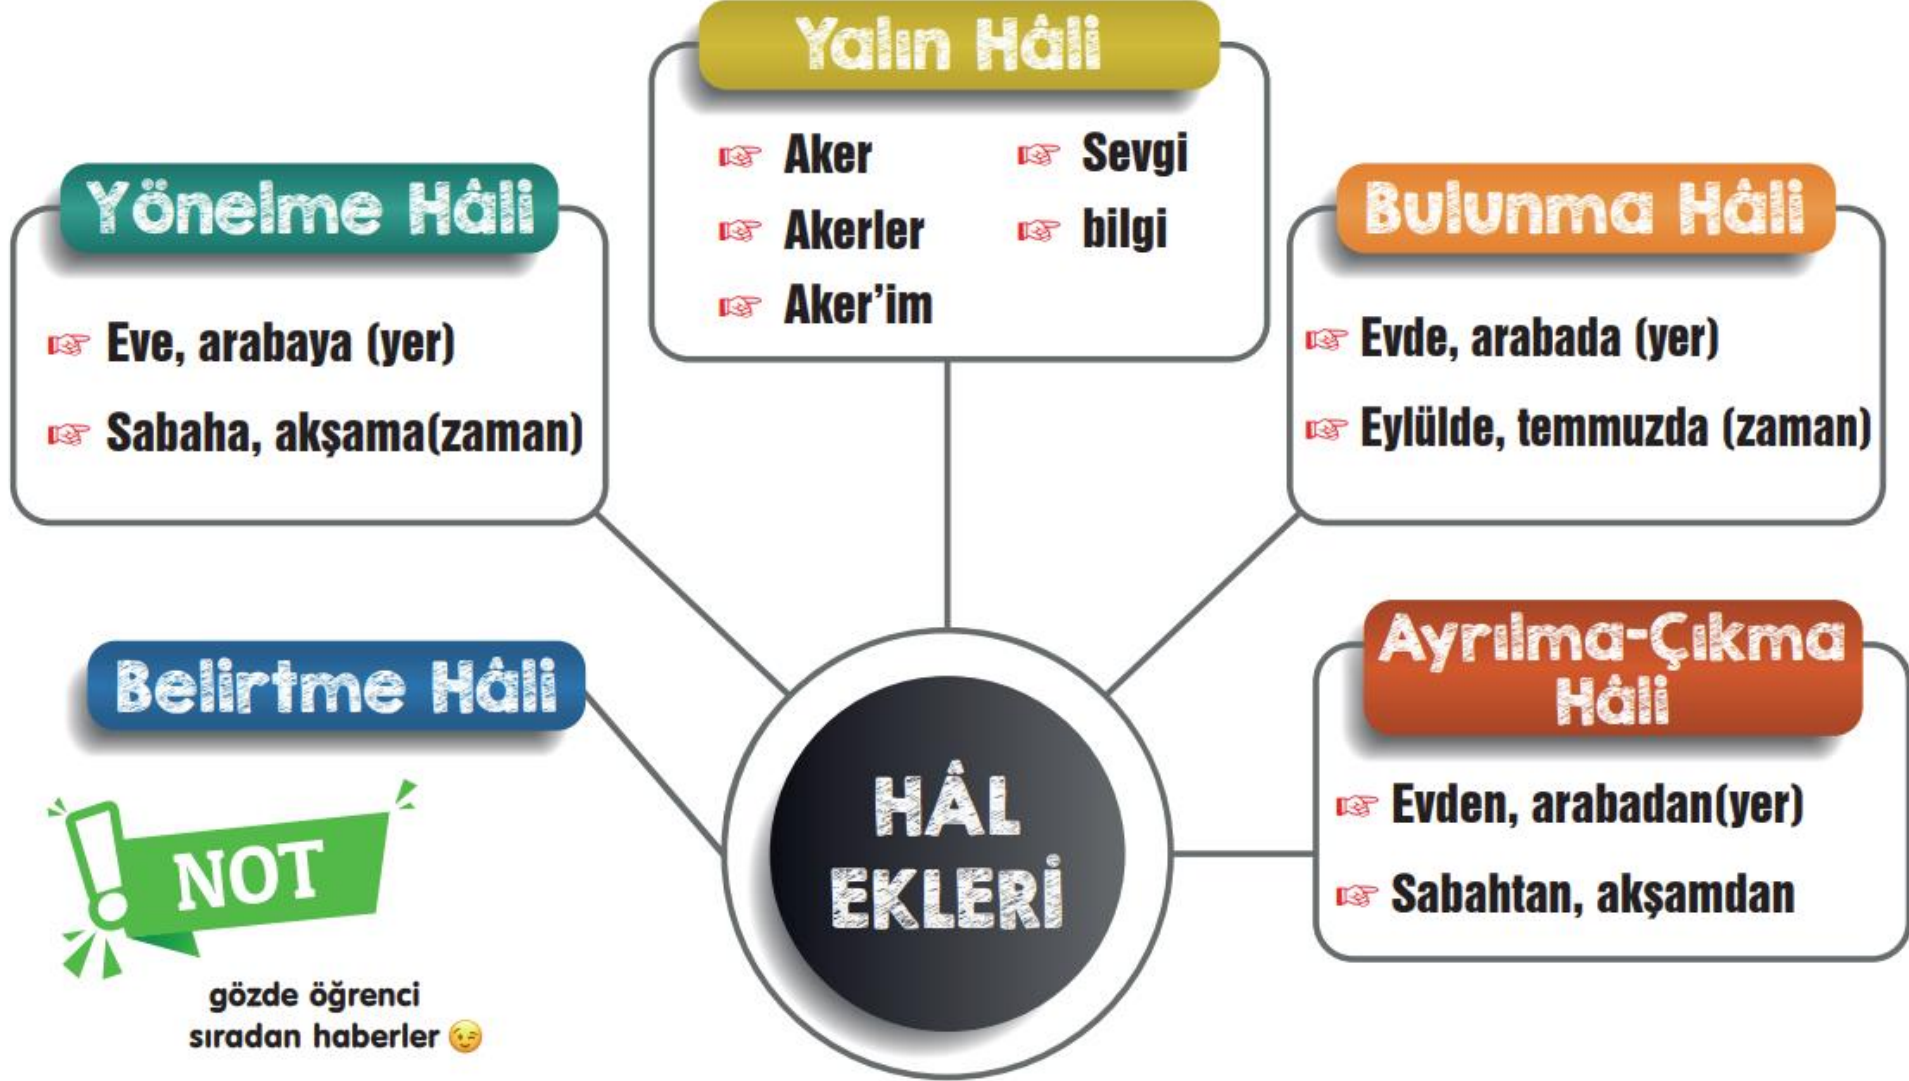 Yalın Hâli
Aker
Akerler
Aker'im
Sevgi
bilgi
Yönelme Hâli
Eve, arabaya (yer)
Sabaha, akşama(zaman)
Bulunma Hâli
Evde, arabada (yer)
Eylülde, temmuzda (zaman)
Belirtme Hâli
Ayrılma-Çıkma
Hâli
Evden, arabadan(yer)
Sabahtan, akşamdan
HÂL
EKLERİ
NOT
gözde öğrenci
sıradan haberler 😉